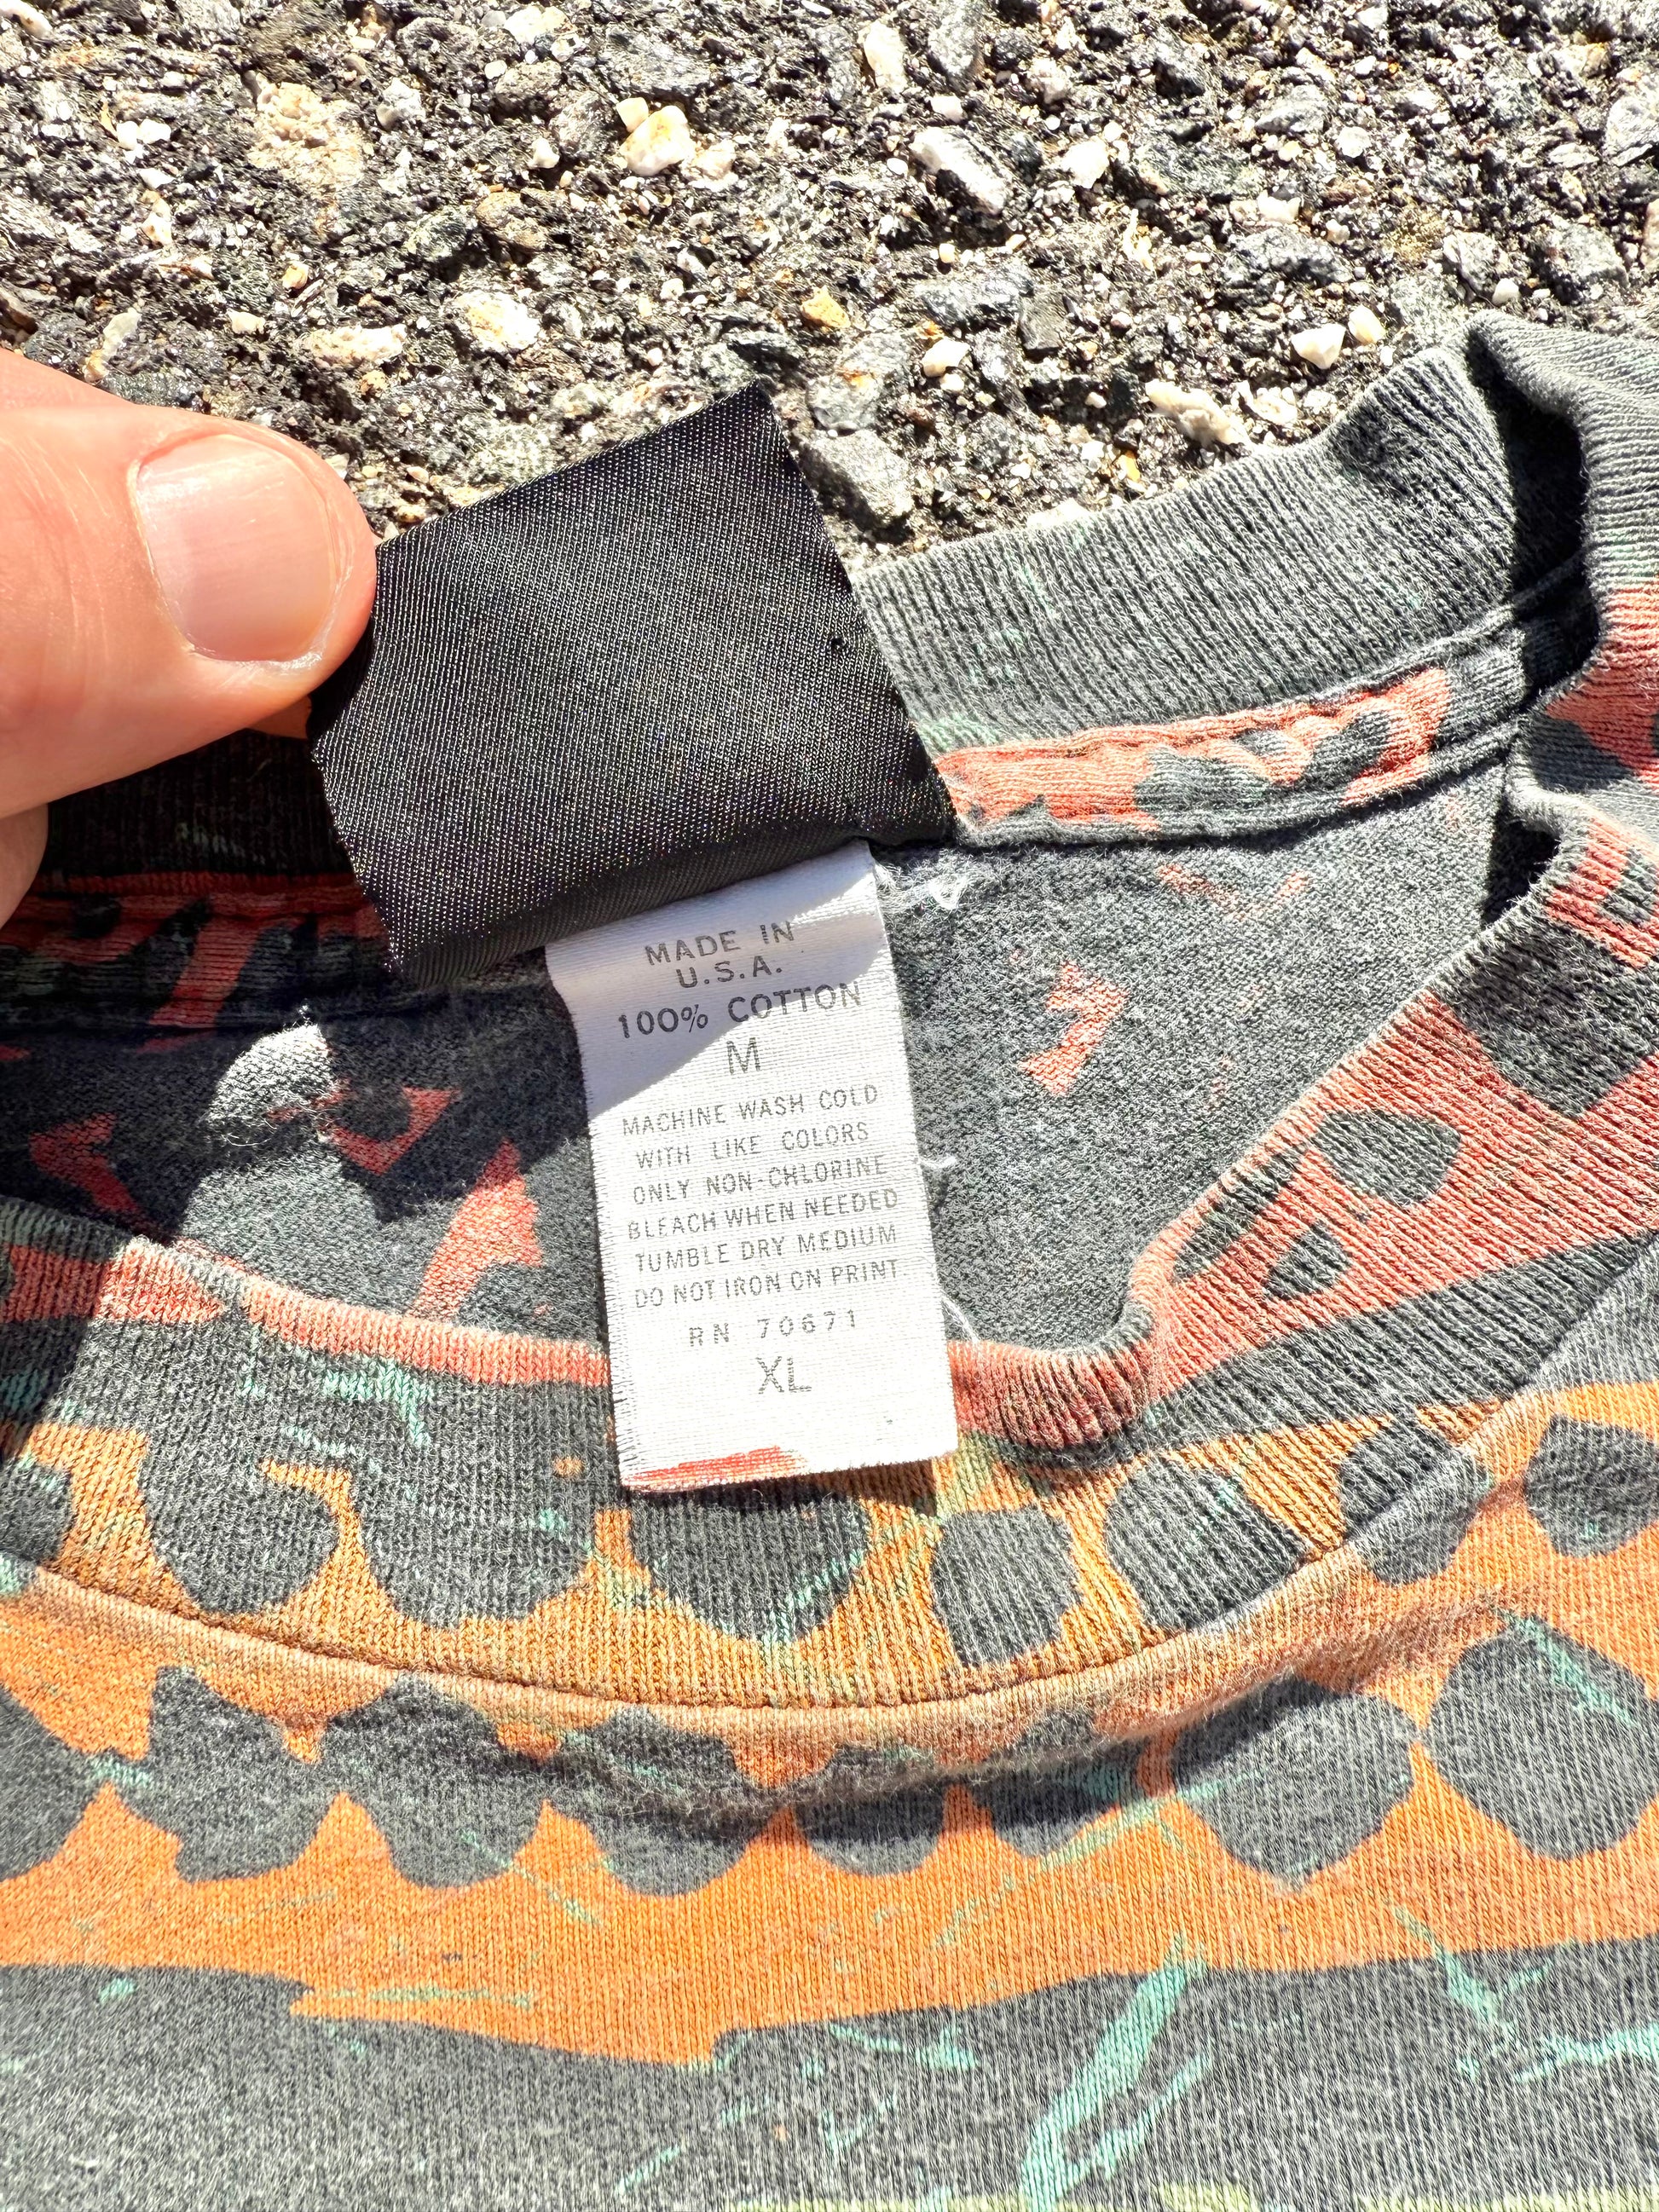 MADE IN
U.S.A.
100% COTTON
M
MACHINE WASH COLD
WITH LIKE COLORS
ONLY NON-CHLORINE
BLEACH WHEN NEEDED
TUMBLE DRY MEDIUM
DO NOT IRON ON PRINT
RN 70671
XL